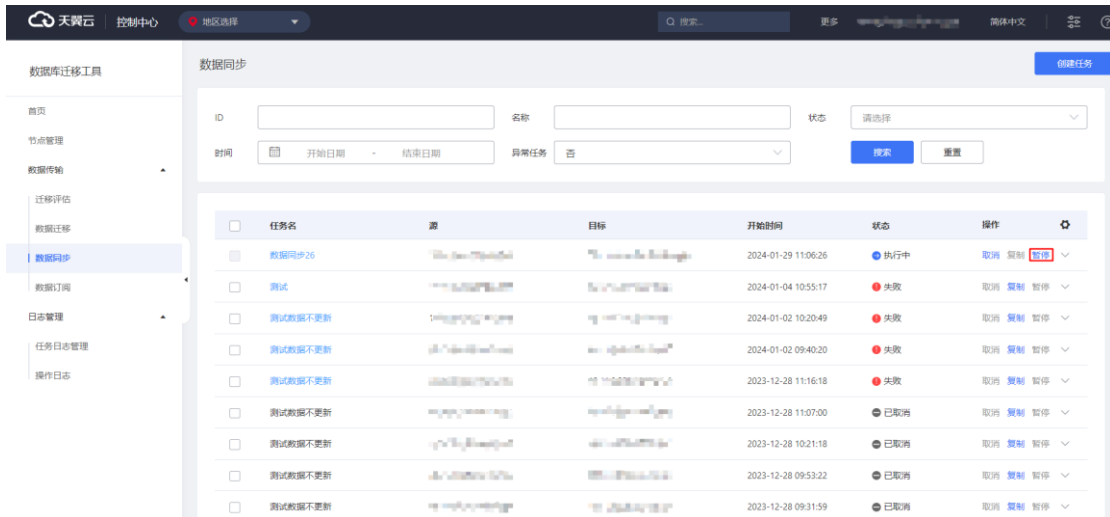 天翼云 控制中心 地区选择 搜索... 更多 简体中文
数据库迁移工具
首页
节点管理
数据传输
迁移评估
数据迁移
数据同步
数据订阅
日志管理
任务日志管理
操作日志
数据同步 创建任务
ID 名称 状态 请选择
时间 开始日期 - 结束日期 异常任务 否 搜索 重置
任务名 源 目标 开始时间 状态 操作
数据同步26 2024-01-29 11:06:26 执行中 取消 复制 暂停
测试 2024-01-04 10:55:17 失败 取消 复制 暂停
测试数据不更新 2024-01-02 10:20:49 失败 取消 复制 暂停
测试数据不更新 2024-01-02 09:40:20 失败 取消 复制 暂停
测试数据不更新 2023-12-28 11:16:18 失败 取消 复制 暂停
测试数据不更新 2023-12-28 11:07:00 已取消 取消 复制 暂停
测试数据不更新 2023-12-28 10:21:18 已取消 取消 复制 暂停
测试数据不更新 2023-12-28 09:53:22 已取消 取消 复制 暂停
测试数据不更新 2023-12-28 09:31:59 已取消 取消 复制 暂停